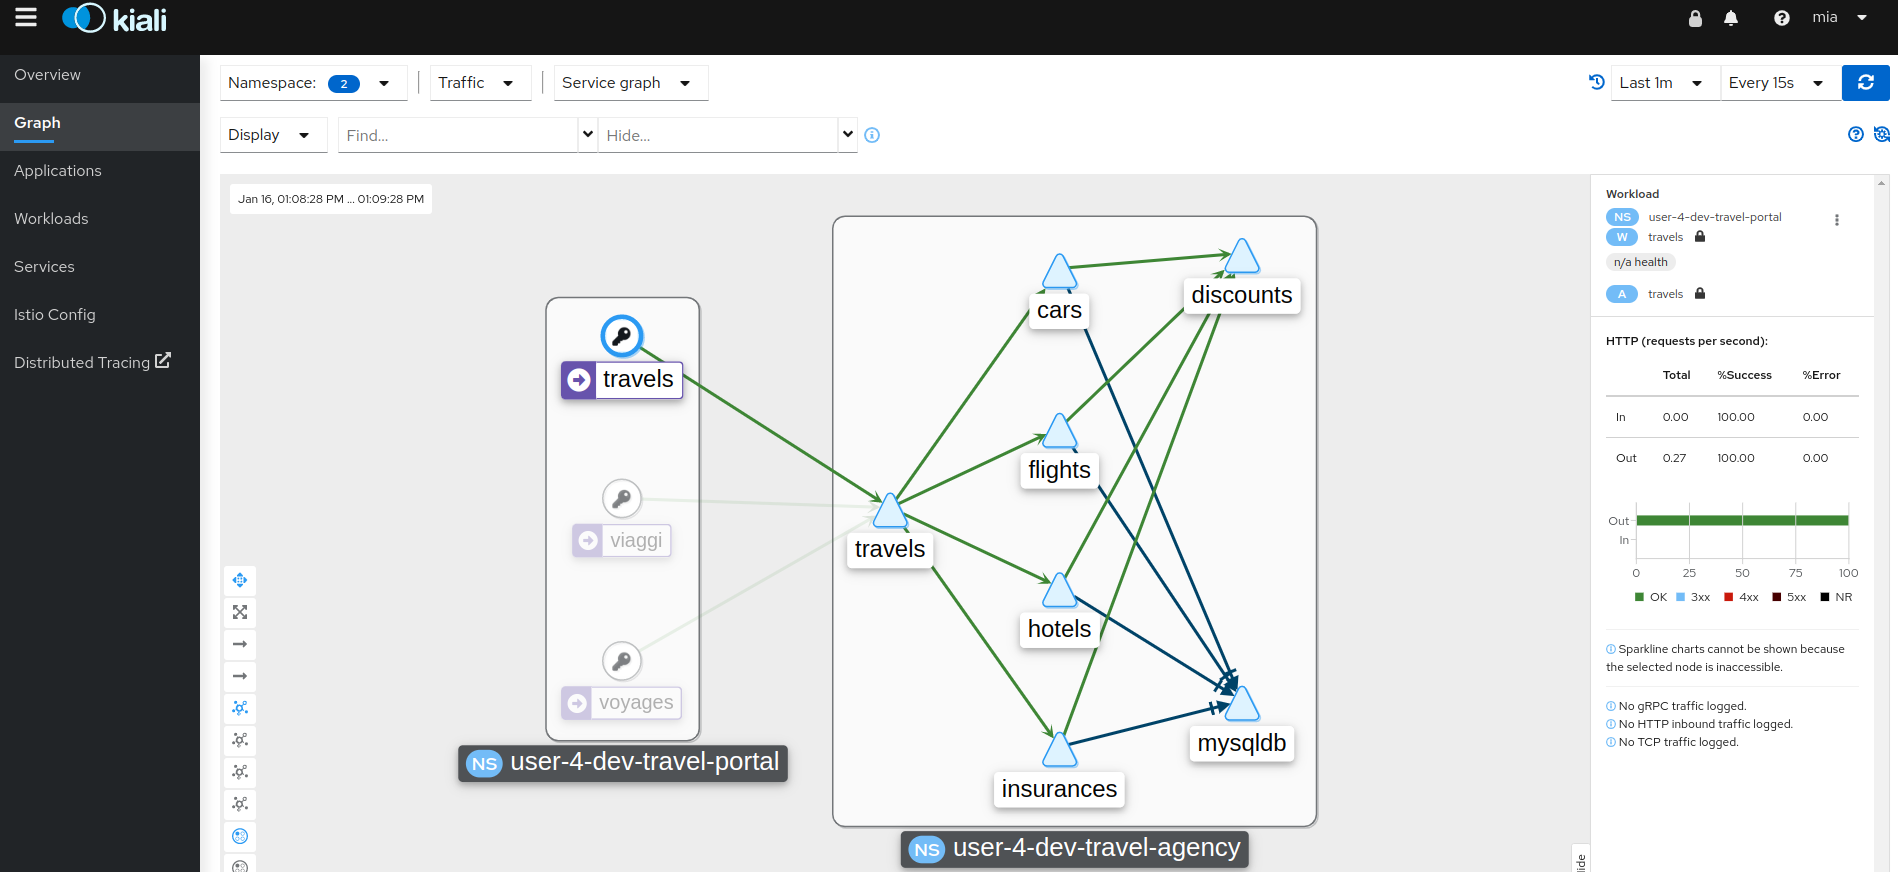 kiali
mia
Overview
Graph
Applications
Workloads
Services
Istio Config
Distributed Tracing
Namespace: 2
Traffic
Service graph
Last 1m
Every 15s
Display
Find...
Hide...
Jan 16, 01:08:28 PM ... 01:09:28 PM
travels
viaggi
voyages
NS user-4-dev-travel-portal
travels
cars
discounts
flights
hotels
insurances
mysqldb
NS user-4-dev-travel-agency
Workload
NS user-4-dev-travel-portal
W travels
n/a health
A travels
HTTP (requests per second):
Total %Success %Error
In 0.00 100.00 0.00
Out 0.27 100.00 0.00
Out
In
0 25 50 75 100
OK 3xx 4xx 5xx NR
Sparkline charts cannot be shown because
the selected node is inaccessible.
No gRPC traffic logged.
No HTTP inbound traffic logged.
No TCP traffic logged.